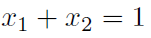 x₁ + x₂ = 1